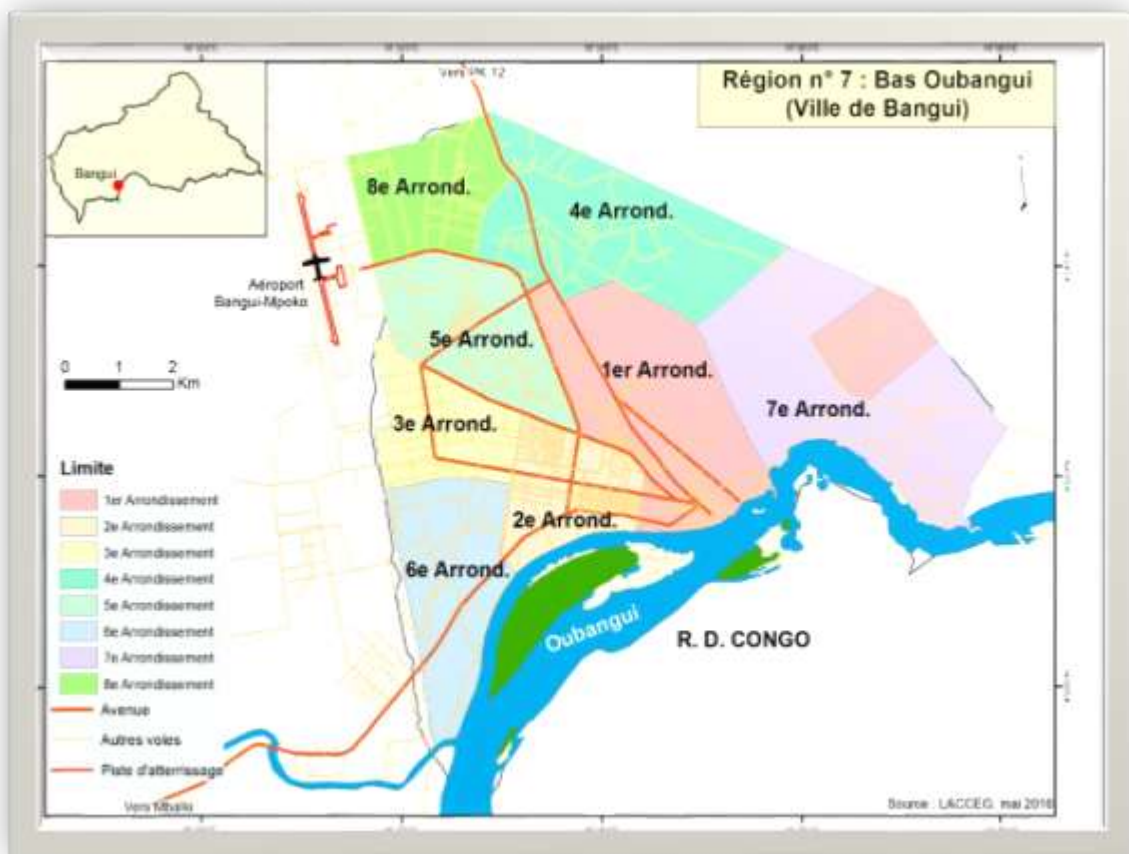 Vers PK 12
Région n° 7 : Bas Oubangui
(Ville de Bangui)
Bangui
8e Arrond.
4e Arrond.
Aéroport
Bangui-Mpoko
5e Arrond.
1er Arrond.
0 1 2
Km
3e Arrond.
7e Arrond.
Limite
1er Arrondissement
2e Arrondissement
3e Arrondissement
4e Arrondissement
5e Arrondissement
6e Arrondissement
7e Arrondissement
8e Arrondissement
Avenue
Autres voies
Piste d'atterrissage
2e Arrond.
6e Arrond.
Oubangui
R. D. CONGO
Vers Mbaïki
Source : LACCEG, mai 2016